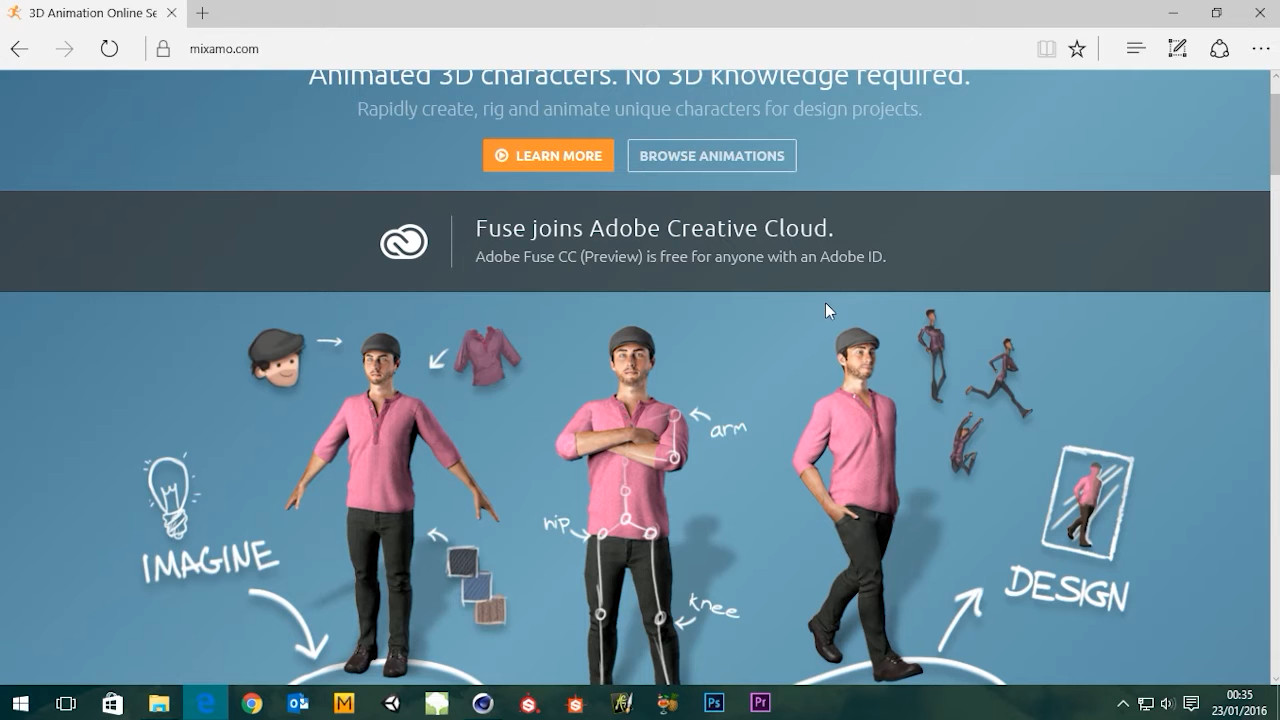 3D Animation Online Se
mixamo.com
Animated 3D characters. No 3D knowledge required.
Rapidly create, rig and animate unique characters for design projects.
LEARN MORE
BROWSE ANIMATIONS
Fuse joins Adobe Creative Cloud.
Adobe Fuse CC (Preview) is free for anyone with an Adobe ID.
arm
hip
IMAGINE
DESIGN
knee
M
Ps
Pr
00:35
23/01/2016